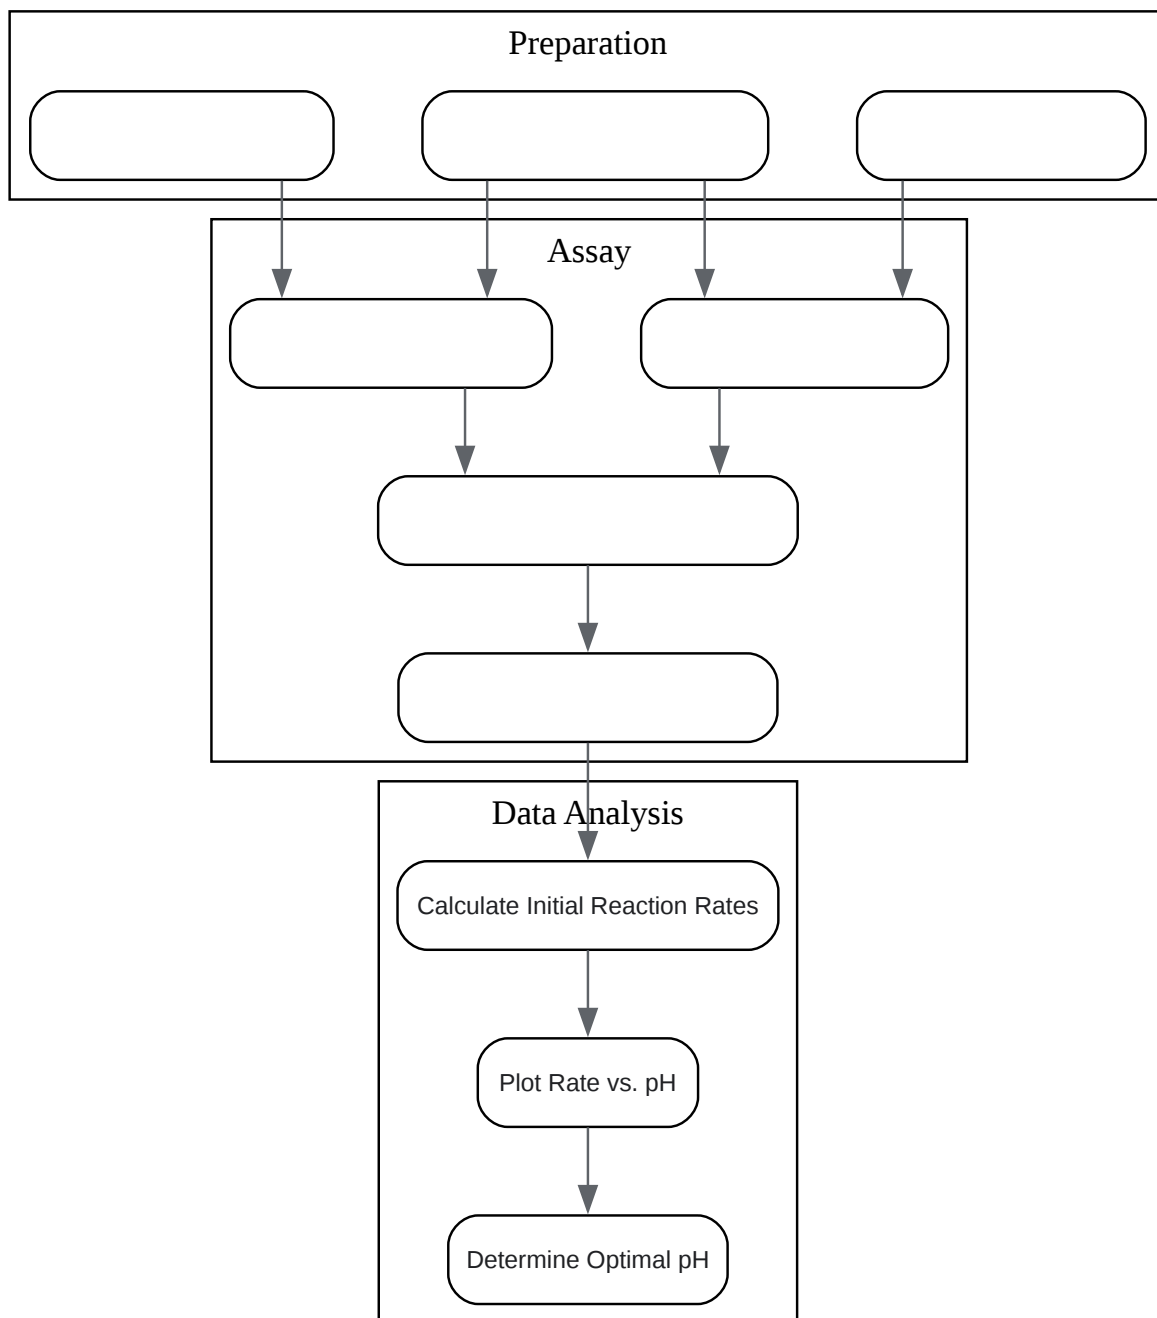 Preparation
Assay
Data Analysis
Calculate Initial Reaction Rates
Plot Rate vs. pH
Determine Optimal pH